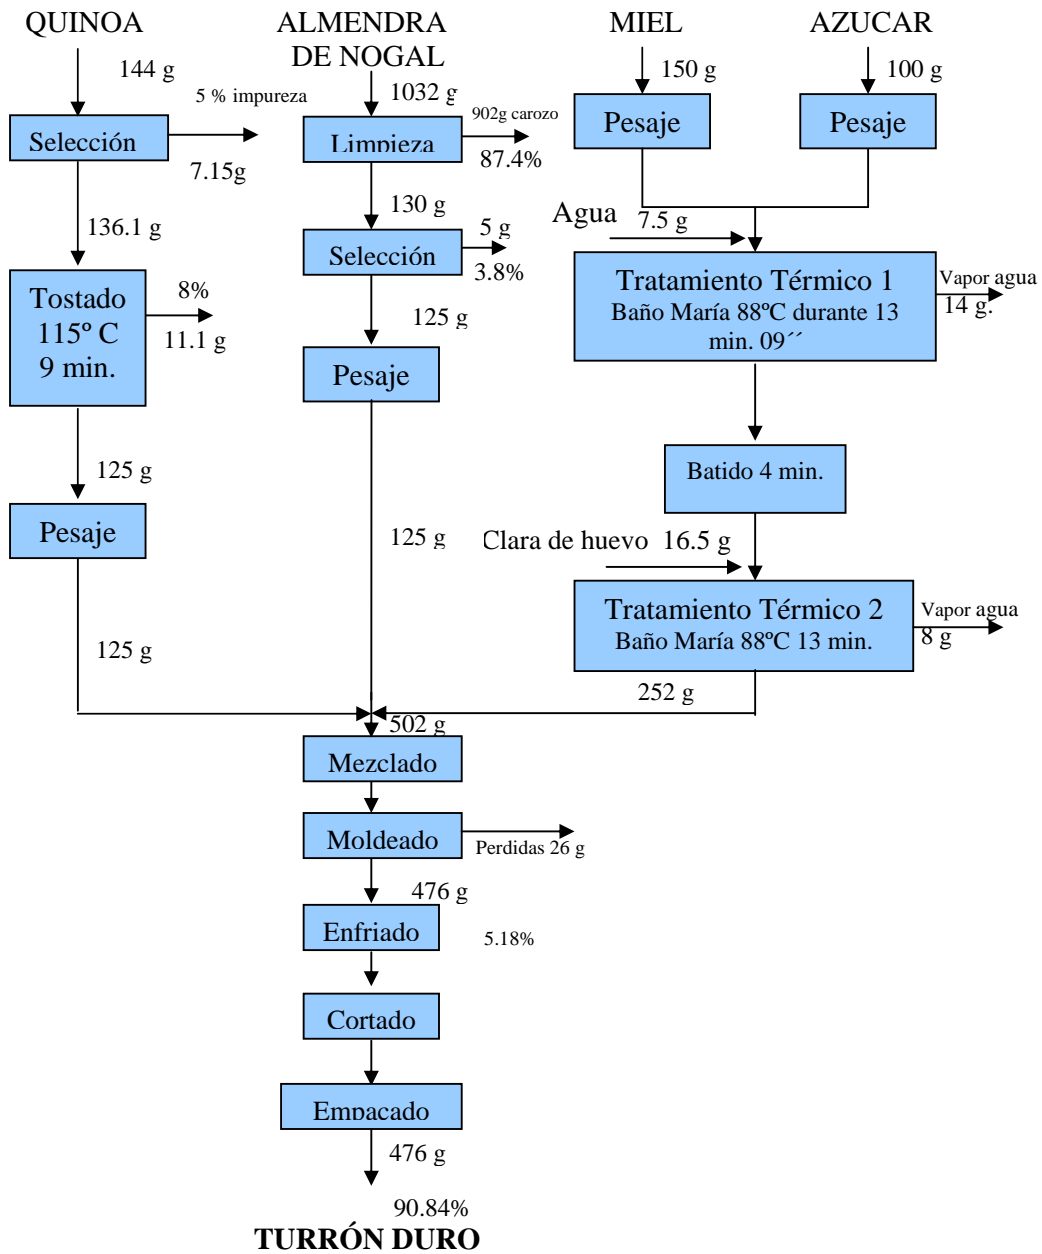 QUINOA
ALMENDRA
DE NOGAL
MIEL
AZUCAR
144 g
1032 g
150 g
100 g
5 % impureza
902g carozo
Selección
Limpieza
Pesaje
Pesaje
7.15g
87.4%
136.1 g
130 g
5 g
3.8%
Agua
7.5 g
Selección
Tostado
115º C
9 min.
8%
11.1 g
125 g
Tratamiento Térmico 1
Baño María 88ºC durante 13
min. 09´´
Vapor agua
14 g.
Pesaje
125 g
Batido 4 min.
Pesaje
125 g
Clara de huevo 16.5 g
Tratamiento Térmico 2
Baño María 88ºC 13 min.
Vapor agua
8 g
125 g
252 g
502 g
Mezclado
Moldeado
Perdidas 26 g
476 g
Enfriado
5.18%
Cortado
Empacado
476 g
90.84%
TURRÓN DURO